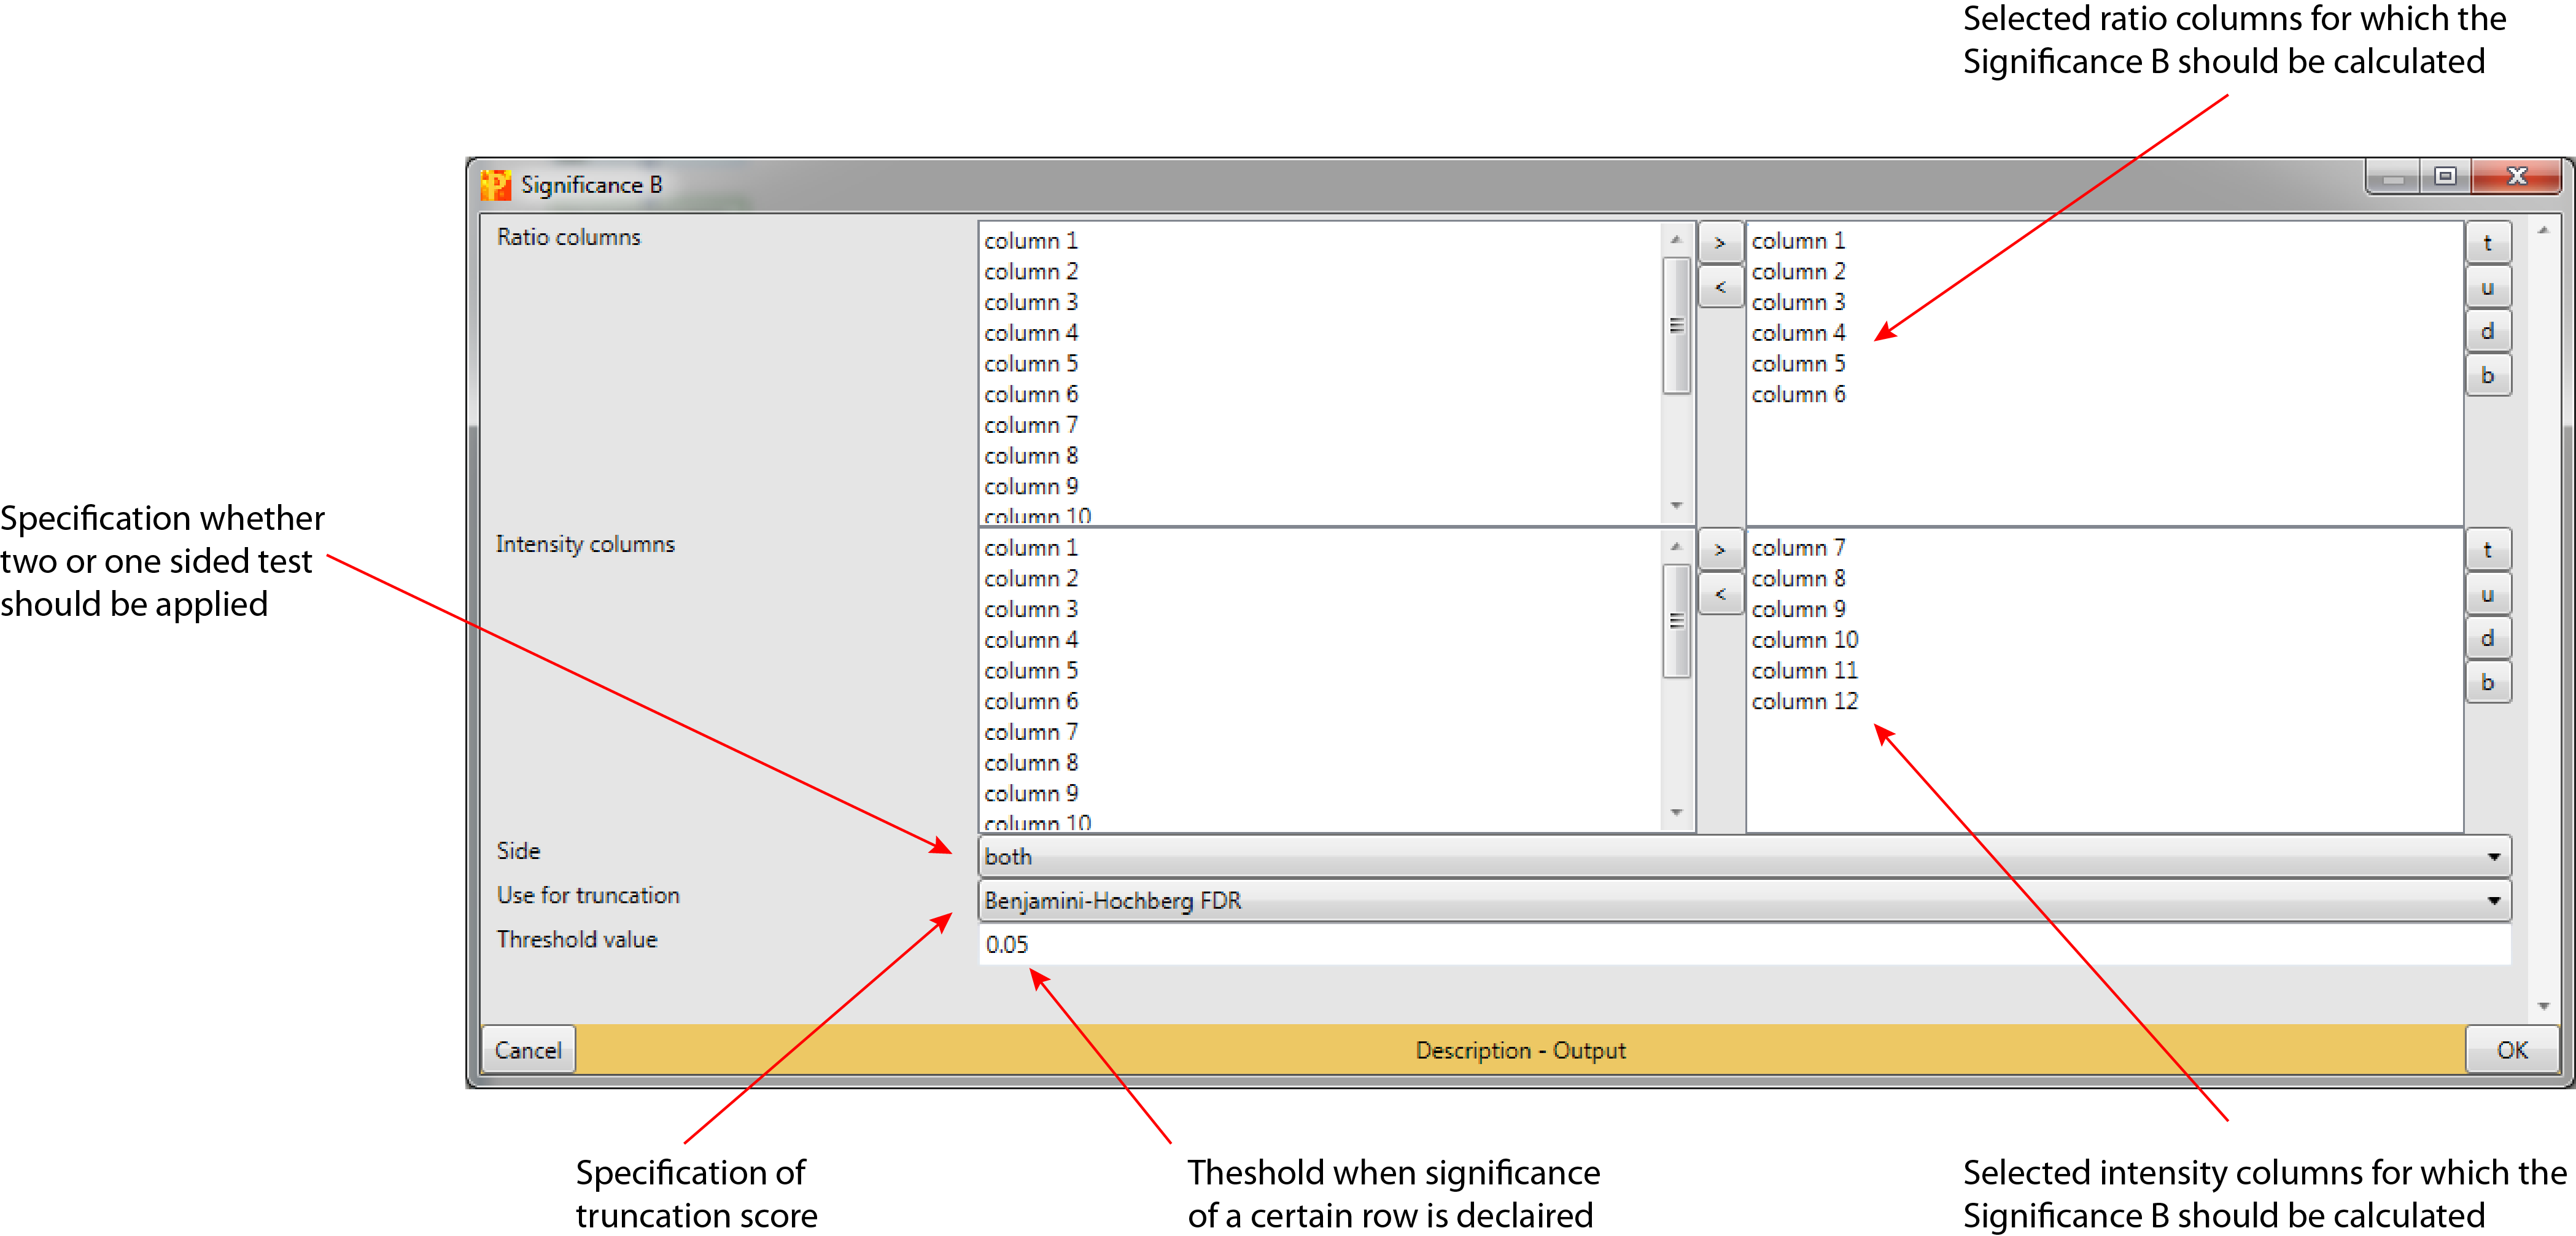 Selected ratio columns for which the
Significance B should be calculated
Significance B
Ratio columns
column 1
column 2
column 3
column 4
column 5
column 6
column 7
column 8
column 9
column 10
>
<
column 1
column 2
column 3
column 4
column 5
column 6
t
u
d
b
Specification whether
two or one sided test
should be applied
Intensity columns
column 1
column 2
column 3
column 4
column 5
column 6
column 7
column 8
column 9
column 10
>
<
column 7
column 8
column 9
column 10
column 11
column 12
t
u
d
b
Side
both
Use for truncation
Benjamini-Hochberg FDR
Threshold value
0.05
Cancel
Description - Output
OK
Specification of
truncation score
Theshold when significance
of a certain row is declaired
Selected intensity columns for which the
Significance B should be calculated